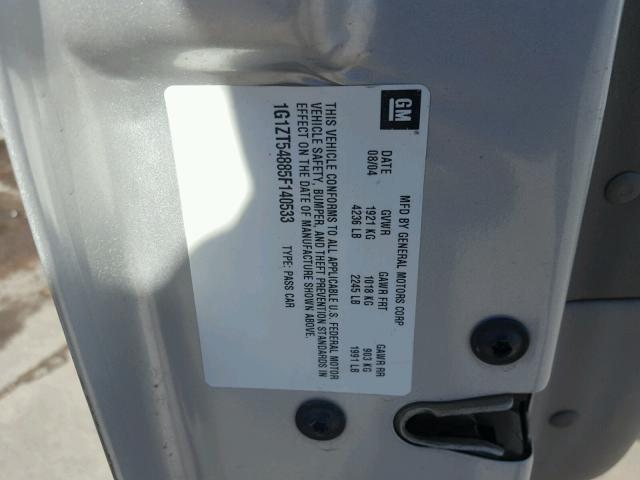 GM
MFD BY GENERAL MOTORS CORP
DATE GVWR GAWR FRT GAWR RR
08/04 1921 KG 1018 KG 903 KG
4236 LB 2245 LB 1991 LB
THIS VEHICLE CONFORMS TO ALL APPLICABLE U.S. FEDERAL MOTOR
VEHICLE SAFETY, BUMPER, AND THEFT PREVENTION STANDARDS IN
EFFECT ON THE DATE OF MANUFACTURE SHOWN ABOVE.
1G1ZT54885F140533 TYPE: PASS CAR